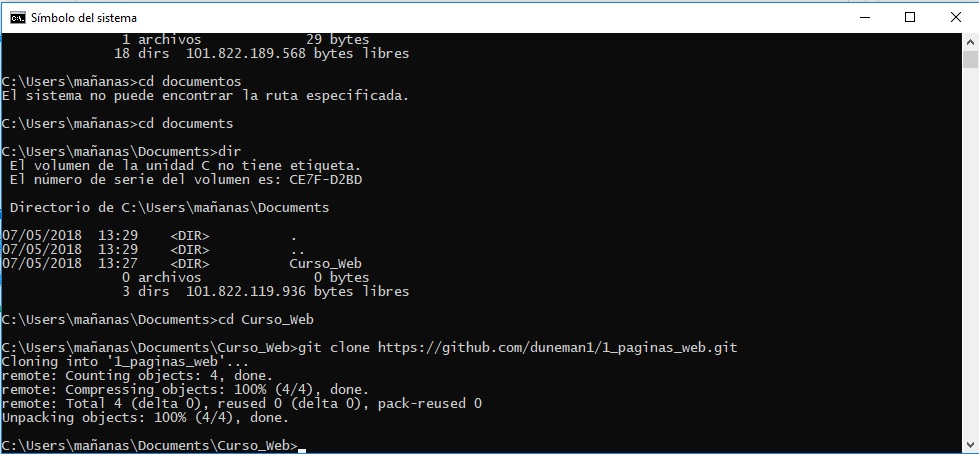 Símbolo del sistema
1 archivos 29 bytes
18 dirs 101.822.189.568 bytes libres
C:\Users\mañanas>cd documentos
El sistema no puede encontrar la ruta especificada.
C:\Users\mañanas>cd documents
C:\Users\mañanas\Documents>dir
El volumen de la unidad C no tiene etiqueta.
El número de serie del volumen es: CE7F-D2BD
Directorio de C:\Users\mañanas\Documents
07/05/2018 13:29 <DIR> .
07/05/2018 13:29 <DIR> ..
07/05/2018 13:27 <DIR> Curso_Web
0 archivos 0 bytes
3 dirs 101.822.119.936 bytes libres
C:\Users\mañanas\Documents>cd Curso_Web
C:\Users\mañanas\Documents\Curso_Web>git clone https://github.com/duneman1/1_paginas_web.git
Cloning into '1_paginas_web'...
remote: Counting objects: 4, done.
remote: Compressing objects: 100% (4/4), done.
remote: Total 4 (delta 0), reused 0 (delta 0), pack-reused 0
Unpacking objects: 100% (4/4), done.
C:\Users\mañanas\Documents\Curso_Web>